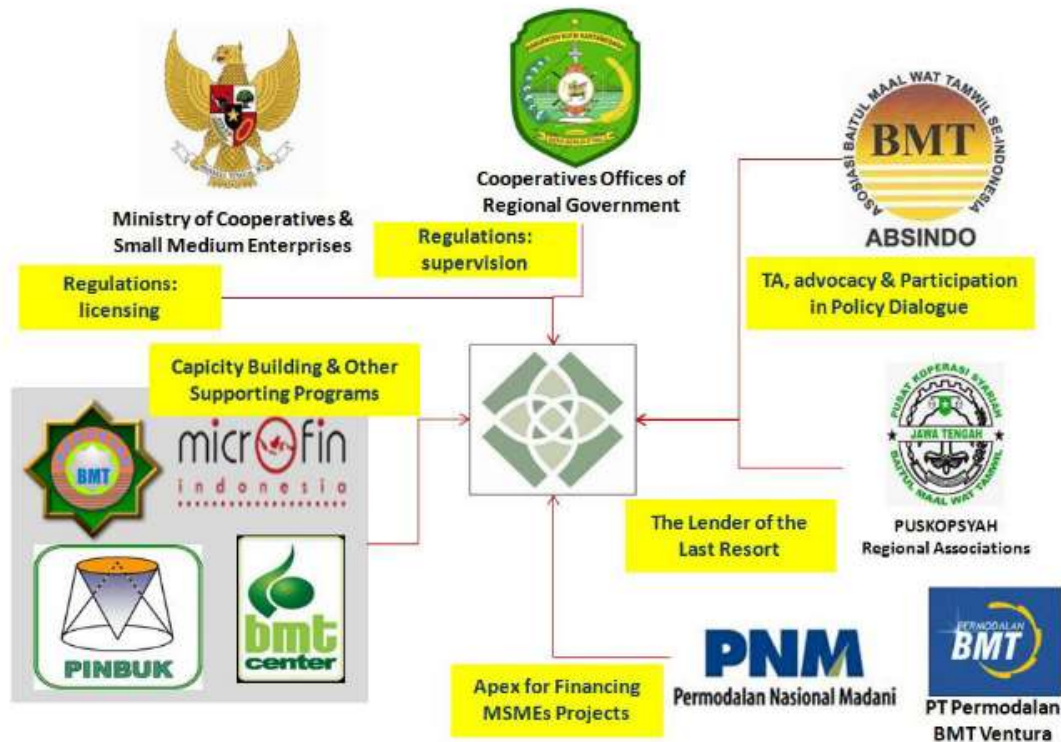 Ministry of Cooperatives &
Small Medium Enterprises
KABUPATEN KUTAI KARTANEGARA
Cooperatives Offices of
Regional Government
ASOSIASI BAITUL MAAL WAT TAMWIL SE-INDONESIA
BMT
ABSINDO
Regulations:
supervision
Regulations:
licensing
TA, advocacy & Participation
in Policy Dialogue
Capicity Building & Other
Supporting Programs
BMT
microfin
indonesia
PINBUK
bmt
center
PUSAT KOPERASI SYARIAH
JAWA TENGAH
BAITUL MAAL WAT TAMWIL
PUSKOPSYAH
Regional Associations
The Lender of the
Last Resort
Apex for Financing
MSMEs Projects
PNM
Permodalan Nasional Madani
PERMODALAN
BMT
PT Permodalan
BMT Ventura